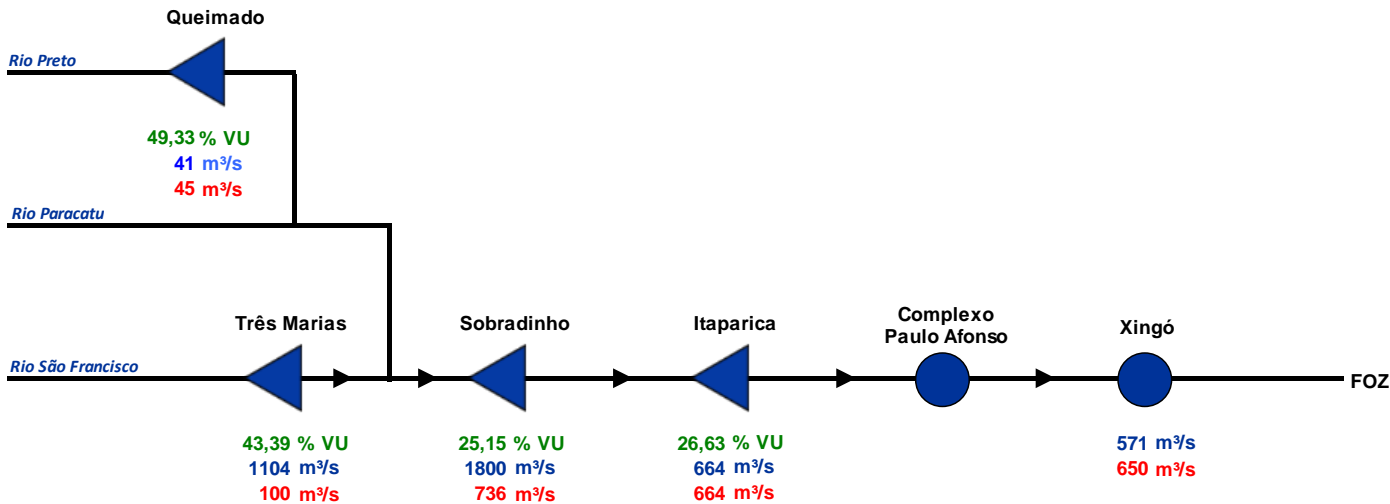 Queimado
Rio Preto
49,33 % VU
41 m³/s
45 m³/s
Rio Paracatu
Três Marias
Sobradinho
Itaparica
Complexo
Paulo Afonso
Xingó
Rio São Francisco
FOZ
43,39 % VU
1104 m³/s
100 m³/s
25,15 % VU
1800 m³/s
736 m³/s
26,63 % VU
664 m³/s
664 m³/s
571 m³/s
650 m³/s